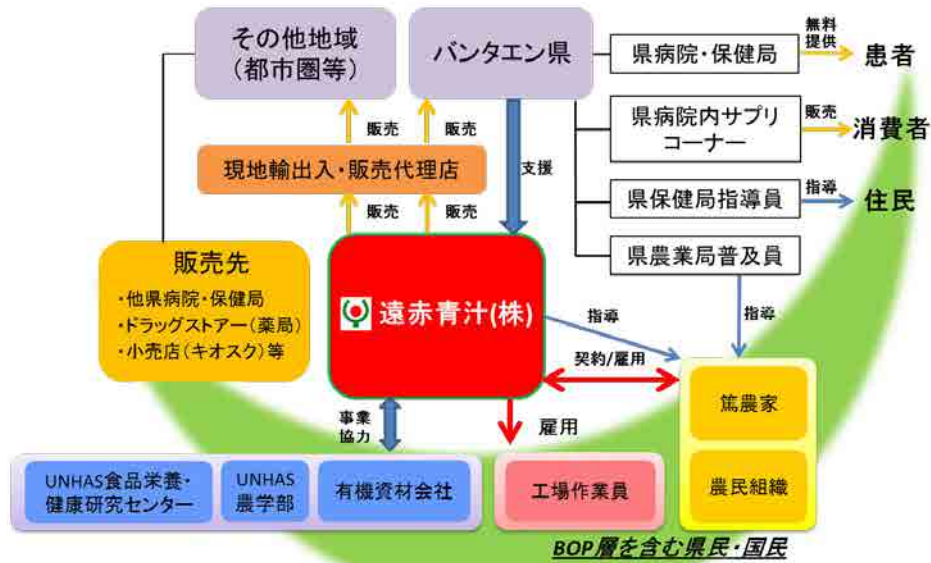 その他地域
（都市圏等）
バンタエン県
県病院・保健局
無料
提供
患者
県病院内サプリ
コーナー
販売
消費者
県保健局指導員
指導
住民
県農業局普及員
販売
販売
支援
現地輸出入・販売代理店
販売
販売
販売先
・他県病院・保健局
・ドラッグストアー（薬局）
・小売店（キオスク）等
遠赤青汁(株)
指導
指導
契約/雇用
篤農家
農民組織
事業
協力
雇用
UNHAS食品栄養・
健康研究センター
UNHAS
農学部
有機資材会社
工場作業員
BOP層を含む県民・国民